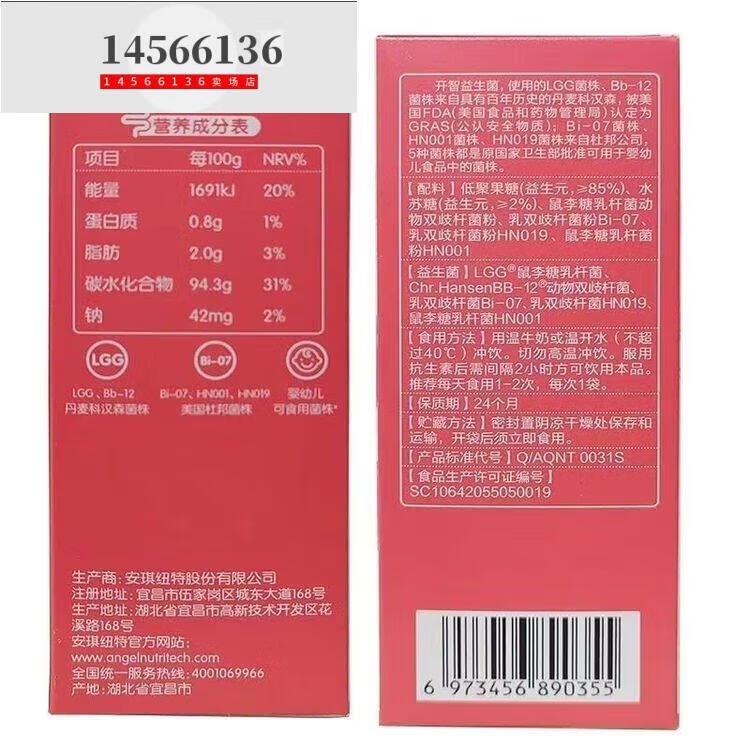 14566136
14566136卖场店
营养成分表
项目 每100g NRV%
能量 1691kJ 20%
蛋白质 0.8g 1%
脂肪 2.0g 3%
碳水化合物 94.3g 31%
钠 42mg 2%
LGG Bi-07
LGG、Bb-12 Bi-07、HN001、HN019 婴幼儿
丹麦科汉森菌株 美国杜邦菌株 可食用菌株*
生产商:安琪纽特股份有限公司
注册地址:宜昌市伍家岗区城东大道168号
生产地址:湖北省宜昌市高新技术开发区花
溪路168号
安琪纽特官方网站:
www.angelnutritech.com
全国统一服务热线:4001069966
产地:湖北省宜昌市
开智益生菌,使用的LGG菌株、Bb-12
菌株来自具有百年历史的丹麦科汉森,被美
国FDA(美国食品和药物管理局)认定为
GRAS(公认安全物质);Bi-07菌株、
HN001菌株、HN019菌株来自杜邦公司,
5种菌株都是原国家卫生部批准可用于婴幼
儿食品中的菌株。
【配料】低聚果糖(益生元,≥85%)、水
苏糖(益生元,≥2%)、鼠李糖乳杆菌动
物双歧杆菌粉、乳双歧杆菌粉Bi-07、
乳双歧杆菌粉HN019、鼠李糖乳杆菌
粉HN001
【益生菌】LGG®鼠李糖乳杆菌、
Chr.HansenBB-12®动物双歧杆菌、
乳双歧杆菌Bi-07、乳双歧杆菌HN019、
鼠李糖乳杆菌HN001
【食用方法】用温牛奶或温开水(不超
过40℃)冲饮。切勿高温冲饮。服用
抗生素后需间隔2小时方可饮用本品。
推荐每天食用1-2次,每次1袋。
【保质期】24个月
【贮藏方法】密封置阴凉干燥处保存和
运输,开袋后须立即食用。
【产品标准代号】Q/AQNT 0031S
【食品生产许可证编号】
SC10642055050019
6 973456 890355